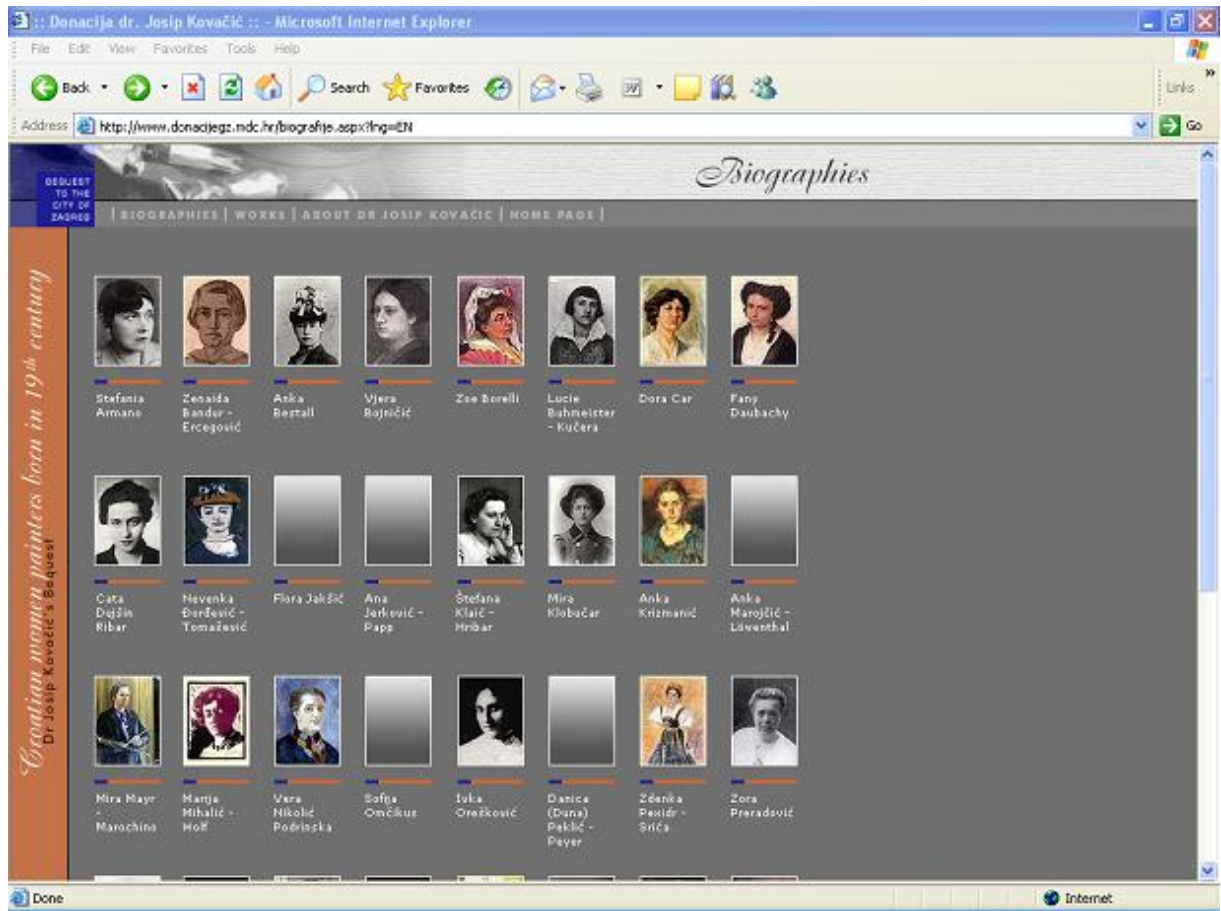 :: Donacija dr. Josip Kovačić :: - Microsoft Internet Explorer
File Edit View Favorites Tools Help
Back Search Favorites Links »
Address http://www.donacijegz.mdc.hr/biografije.aspx?lng=EN Go
BEQUEST
TO THE
CITY OF
ZAGREB
Biographies
| BIOGRAPHIES | WORKS | ABOUT DR JOSIP KOVAČIĆ | HOME PAGE |
Croatian women painters born in 19th century
Dr Josip Kovačić's Bequest
Stefania
Armano
Zenaida
Bandur -
Ercegović
Anka
Bestall
Vjera
Bojničić
Zoe Borelli
Lucie
Buhmeister
- Kučera
Dora Car
Fany
Daubachy
Cata
Dujšin
Ribar
Nevenka
Đorđević -
Tomašević
Flora Jakšić
Ana
Jerković -
Papp
Štefana
Klaić -
Hribar
Mira
Klobučar
Anka
Krizmanić
Anka
Marojčić -
Löwenthal
Mira Mayr
-
Marochino
Marija
Mihalić -
Holf
Vera
Nikolić
Podrinska
Sofija
Omčikus
Ivka
Orešković
Danica
(Duna)
Peklić -
Peyer
Zdenka
Pexidr -
Srića
Zora
Preradović
Done Internet